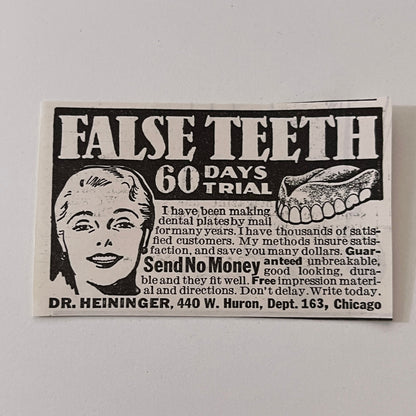 FALSE TEETH
60 DAYS TRIAL
I have been making
dental plates by mail
for many years. I have thousands of satis-
fied customers. My methods insure satis-
faction, and save you many dollars. Guar-
Send No Money anteed unbreakable,
good looking, dura-
ble and they fit well. Free impression materi-
al and directions. Don't delay. Write today.
DR. HEININGER, 440 W. Huron, Dept. 163, Chicago